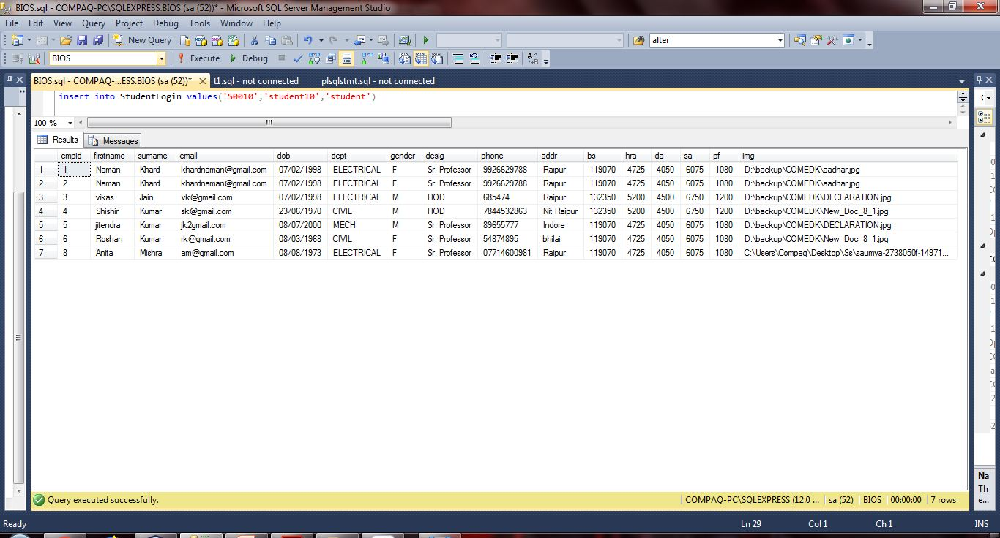 BIOS.sql - COMPAQ-PC\SQLEXPRESS.BIOS (sa (52))* - Microsoft SQL Server Management Studio
File Edit View Query Project Debug Tools Window Help
New Query alter
BIOS Execute Debug
BIOS.sql - COMPAQ-...ESS.BIOS (sa (52))* t1.sql - not connected plsqlstmt.sql - not connected
insert into StudentLogin values('S0010','student10','student')
100 %
Results Messages
empid firstname surname email dob dept gender desig phone addr bs hra da sa pf img
1 1 Naman Khard khardnaman@gmail.com 07/02/1998 ELECTRICAL F Sr. Professor 9926629788 Raipur 119070 4725 4050 6075 1080 D:\backup\COMEDK\aadhar.jpg
2 2 Naman Khard khardnaman@gmail.com 07/02/1998 ELECTRICAL F Sr. Professor 9926629788 Raipur 119070 4725 4050 6075 1080 D:\backup\COMEDK\aadhar.jpg
3 3 vikas Jain vk@gmail.com 07/02/1998 ELECTRICAL M HOD 685474 Raipur 132350 5200 4500 6750 1200 D:\backup\COMEDK\DECLARATION.jpg
4 4 Shishir Kumar sk@gmail.com 23/06/1970 CIVIL M HOD 7844532863 Nit Raipur 132350 5200 4500 6750 1200 D:\backup\COMEDK\New_Doc_8_1.jpg
5 5 jitendra Kumar jk2gmail.com 08/07/2000 MECH M Sr. Professor 89655777 Indore 119070 4725 4050 6075 1080 D:\backup\COMEDK\DECLARATION.jpg
6 6 Roshan Kumar rk@gmail.com 08/03/1968 CIVIL F Sr. Professor 54874895 bhilai 119070 4725 4050 6075 1080 D:\backup\COMEDK\New_Doc_8_1.jpg
7 8 Anita Mishra am@gmail.com 08/08/1973 ELECTRICAL F Sr. Professor 07714600981 Raipur 119070 4725 4050 6075 1080 C:\Users\Compaq\Desktop\Ss\saumya-2738050f-14971...
Na
Th
e...
Query executed successfully. COMPAQ-PC\SQLEXPRESS (12.0 ... sa (52) BIOS 00:00:00 7 rows
Ready Ln 29 Col 1 Ch 1 INS